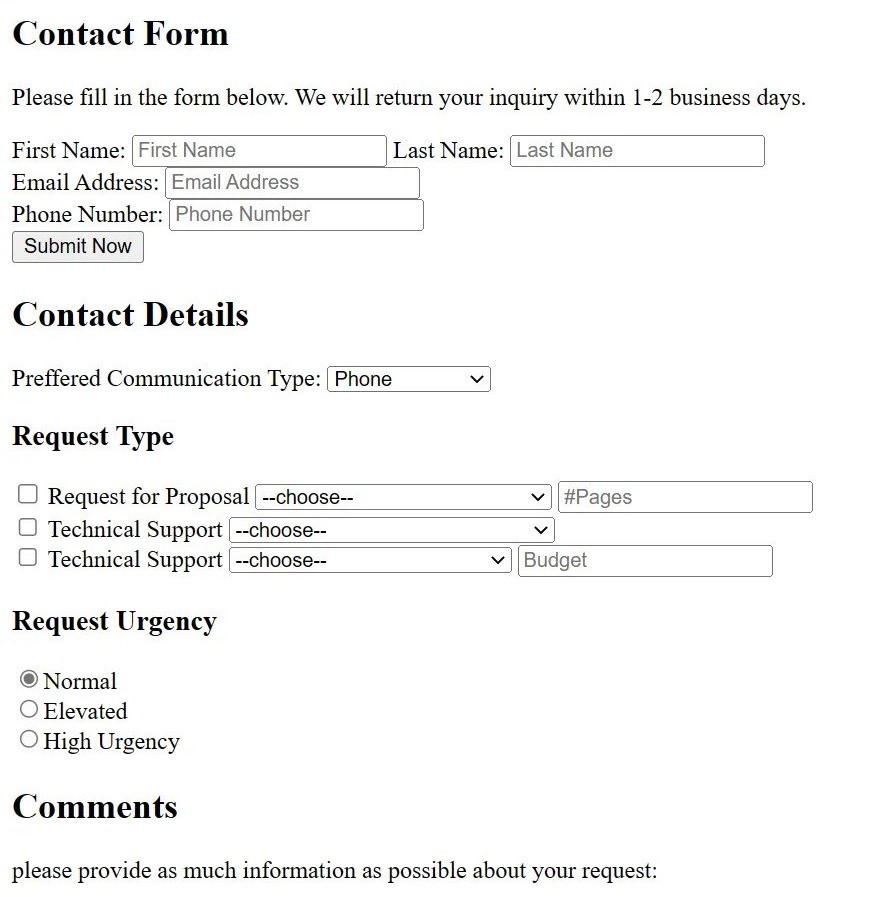 Contact Form
Please fill in the form below. We will return your inquiry within 1-2 business days.
First Name: First Name Last Name: Last Name
Email Address: Email Address
Phone Number: Phone Number
Submit Now
Contact Details
Preffered Communication Type: Phone
Request Type
Request for Proposal --choose-- #Pages
Technical Support --choose--
Technical Support --choose-- Budget
Request Urgency
Normal
Elevated
High Urgency
Comments
please provide as much information as possible about your request: